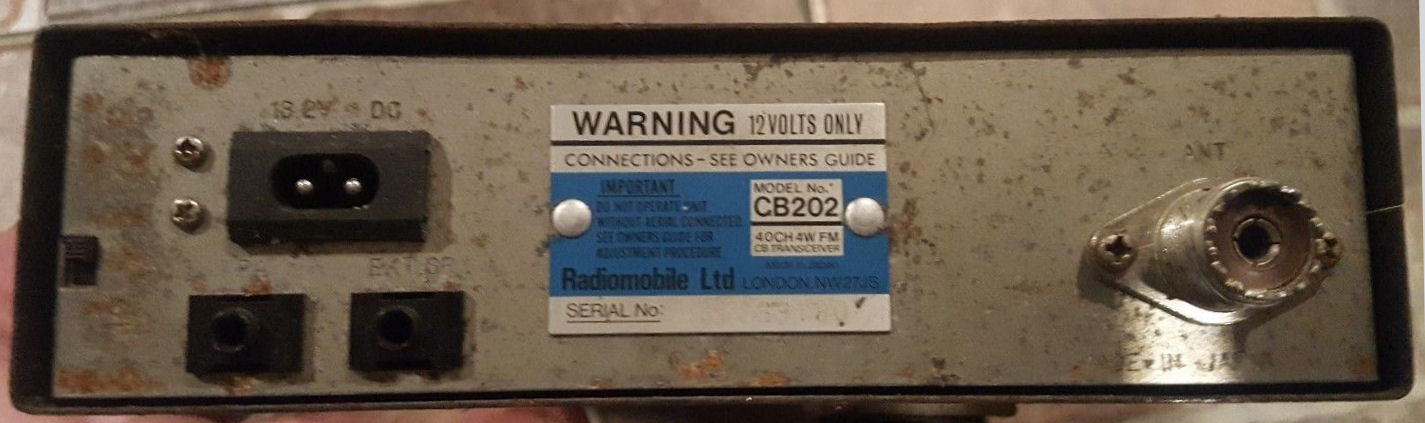 13.2V DC
WARNING 12VOLTS ONLY
CONNECTIONS-SEE OWNERS GUIDE
IMPORTANT
DO NOT OPERATE UNIT
WITHOUT AERIAL CONNECTED
SEE OWNERS GUIDE FOR
ADJUSTMENT PROCEDURE
MODEL No.
CB202
40CH 4W FM
CB TRANSCEIVER
Made in Japan
Radiomobile Ltd LONDON, NW27JS
SERIAL No:
ANT
PA
EXT. SP